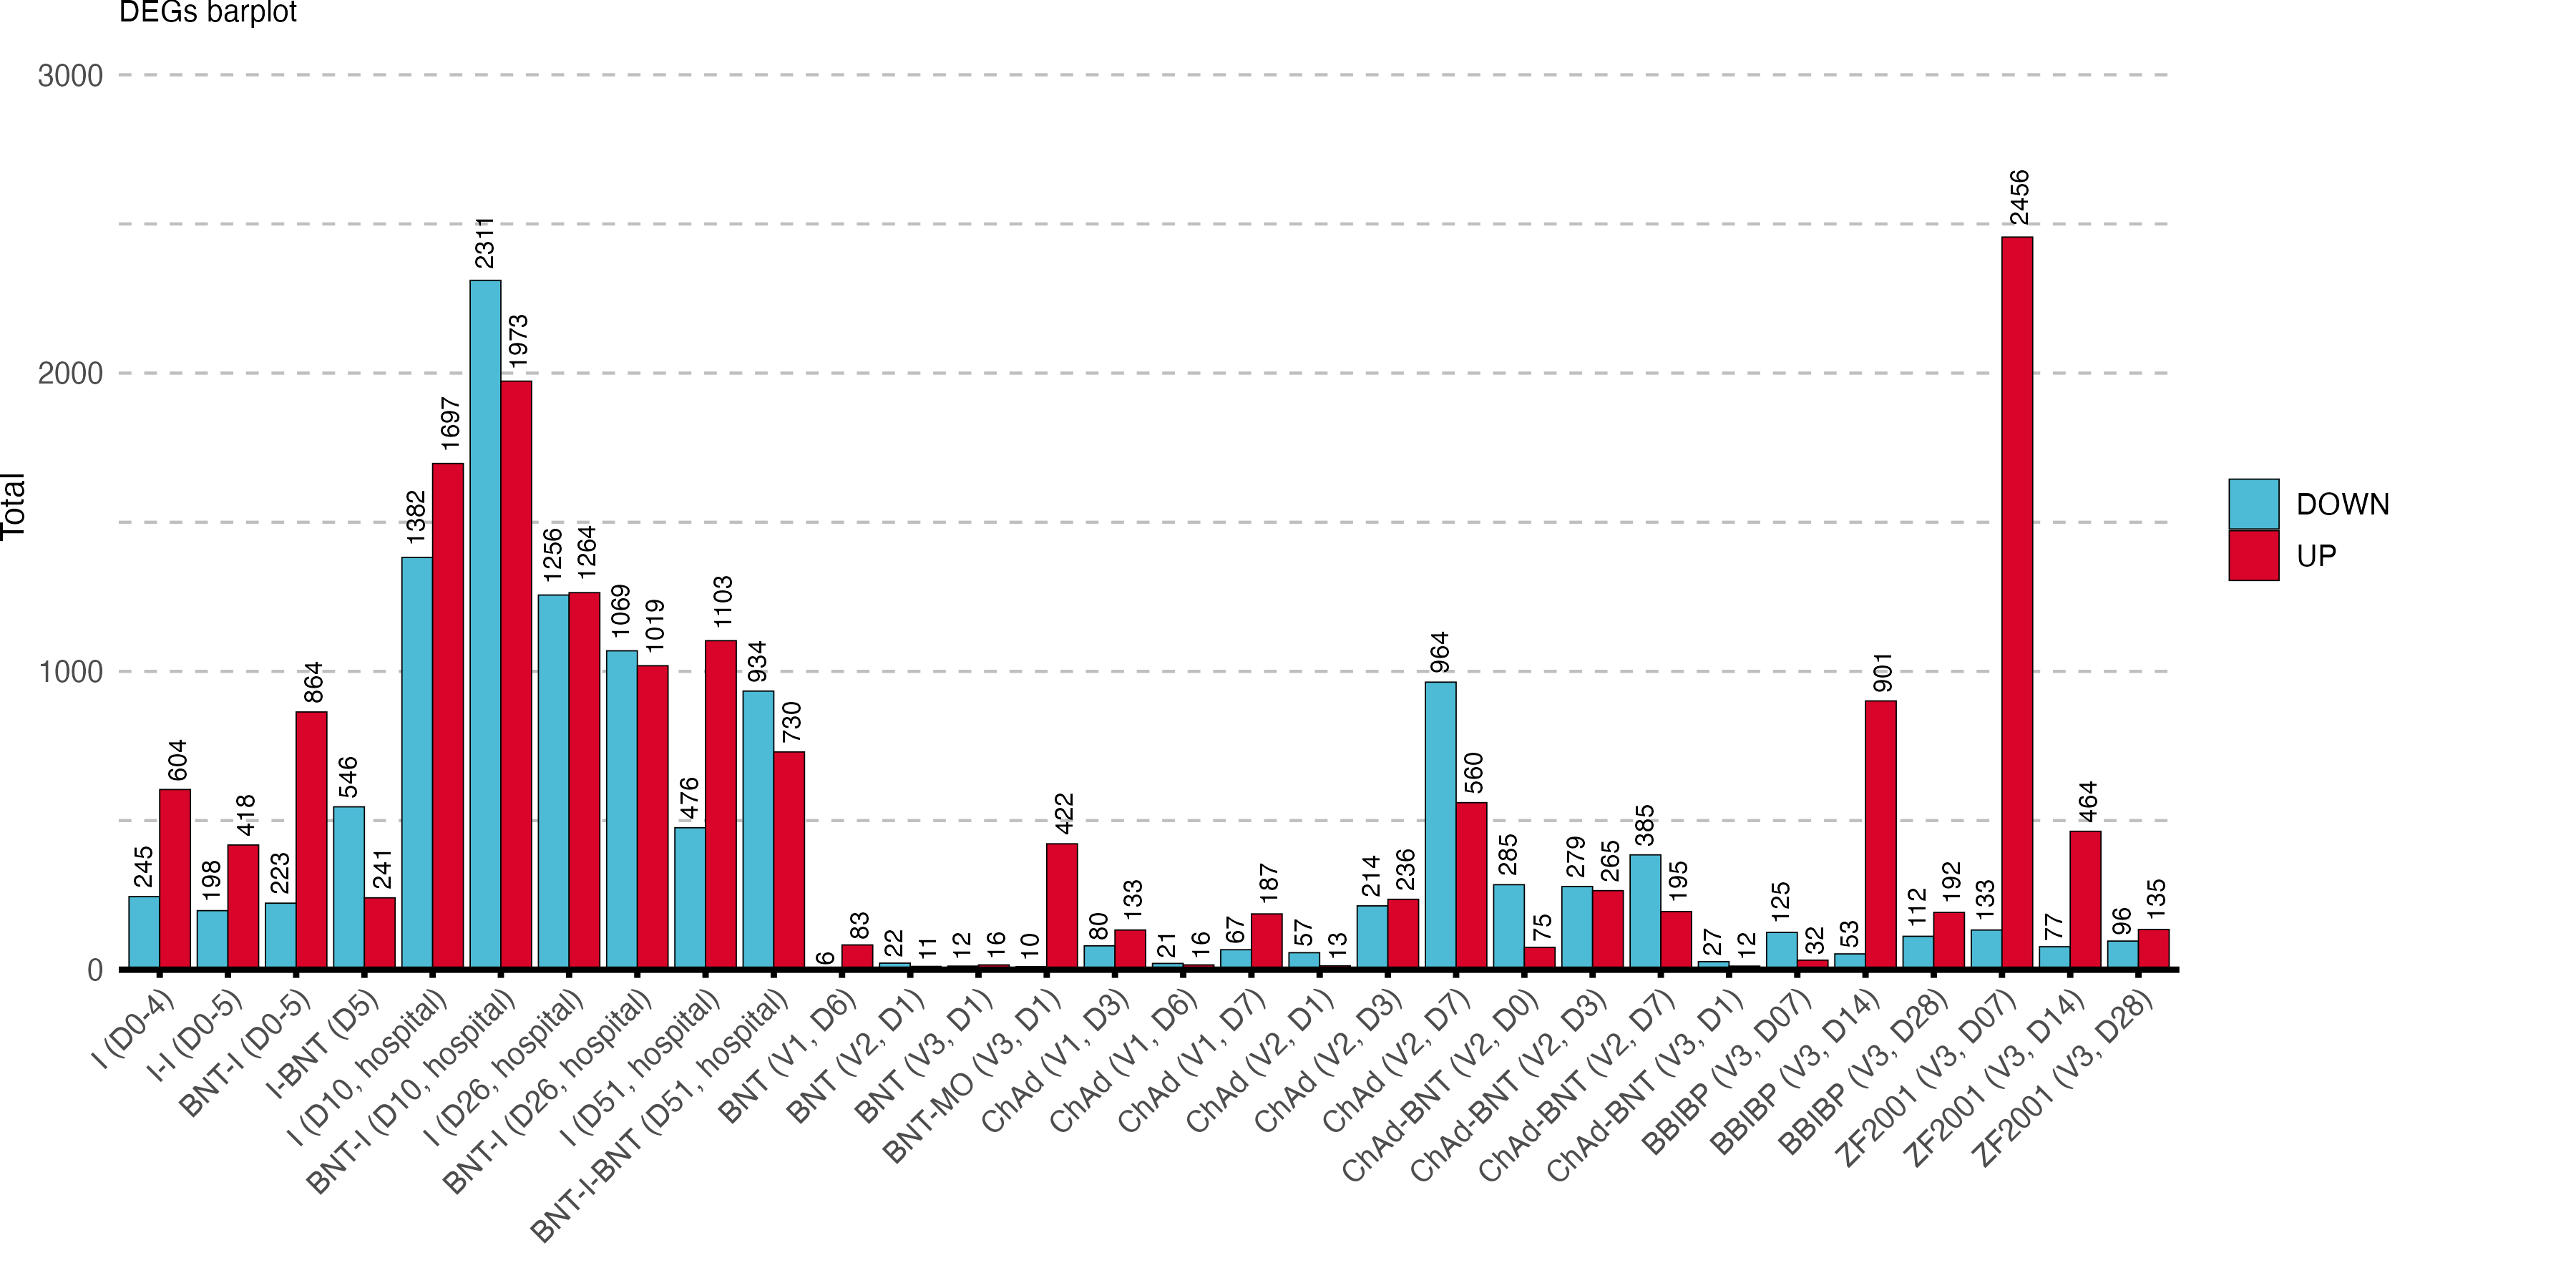 DEGs barplot
3000
2000
1000
0
Total
245
604
198
418
223
864
546
241
1382
1697
2311
1973
1256
1264
1069
1019
476
1103
934
730
6
83
22
11
12
16
10
422
80
133
21
16
67
187
57
13
214
236
964
560
285
75
279
265
385
195
27
12
125
32
53
901
112
192
133
2456
77
464
96
135
I (D0-4)
I-I (D0-5)
BNT-I (D0-5)
I-BNT (D5)
I (D10, hospital)
BNT-I (D10, hospital)
I (D26, hospital)
BNT-I (D26, hospital)
I (D51, hospital)
BNT-I-BNT (D51, hospital)
BNT (V1, D6)
BNT (V2, D1)
BNT (V3, D1)
BNT-MO (V3, D1)
ChAd (V1, D3)
ChAd (V1, D6)
ChAd (V1, D7)
ChAd (V2, D1)
ChAd (V2, D3)
ChAd (V2, D7)
ChAd-BNT (V2, D0)
ChAd-BNT (V2, D3)
ChAd-BNT (V2, D7)
ChAd-BNT (V3, D1)
BBIBP (V3, D07)
BBIBP (V3, D14)
BBIBP (V3, D28)
ZF2001 (V3, D07)
ZF2001 (V3, D14)
ZF2001 (V3, D28)
DOWN
UP